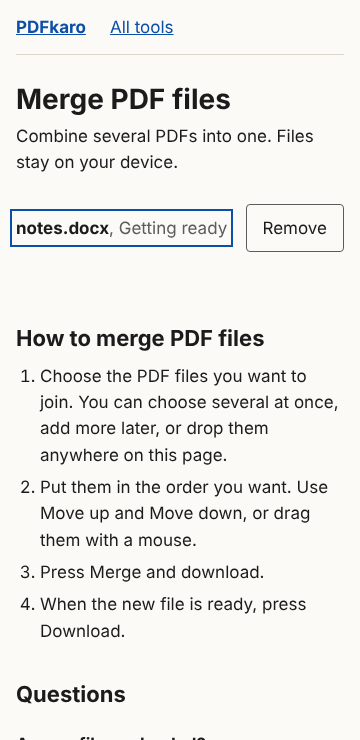 PDFkaro All tools
Merge PDF files
Combine several PDFs into one. Files
stay on your device.
notes.docx, Getting ready Remove
How to merge PDF files
1. Choose the PDF files you want to
join. You can choose several at once,
add more later, or drop them
anywhere on this page.
2. Put them in the order you want. Use
Move up and Move down, or drag
them with a mouse.
3. Press Merge and download.
4. When the new file is ready, press
Download.
Questions